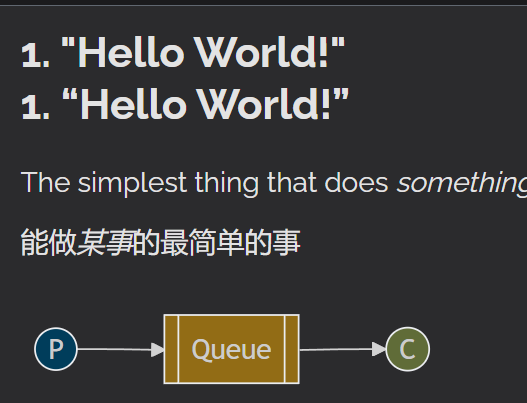 1. "Hello World!"
1. “Hello World!”
The simplest thing that does something
能做某事的最简单的事
P Queue C